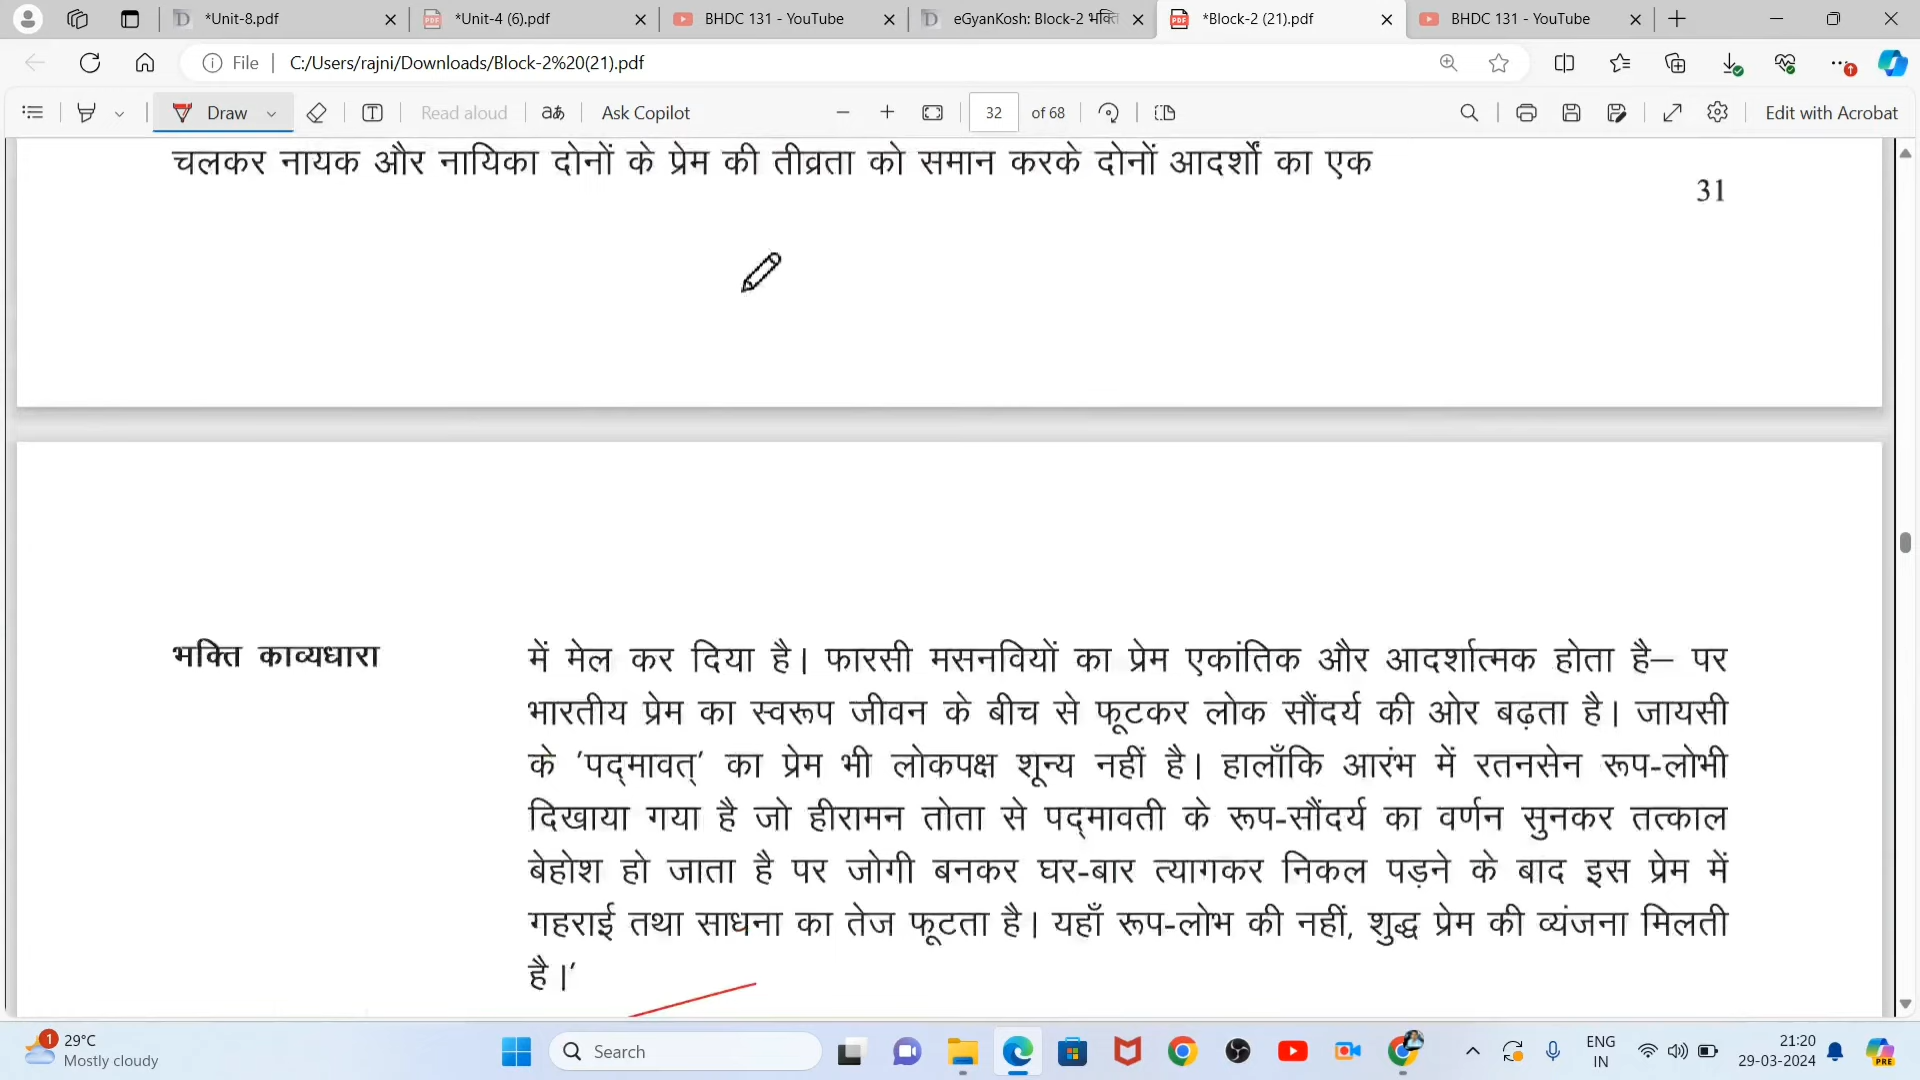 *Unit-8.pdf
*Unit-4 (6).pdf
BHDC 131 - YouTube
eGyanKosh: Block-2 भक्ति
*Block-2 (21).pdf
BHDC 131 - YouTube
File
C:/Users/rajni/Downloads/Block-2%20(21).pdf
Draw
Read aloud
Ask Copilot
32 of 68
Edit with Acrobat
चलकर नायक और नायिका दोनों के प्रेम की तीव्रता को समान करके दोनों आदर्शों का एक
31
भक्ति काव्यधारा
में मेल कर दिया है। फारसी मसनवियों का प्रेम एकांतिक और आदर्शात्मक होता है– पर
भारतीय प्रेम का स्वरूप जीवन के बीच से फूटकर लोक सौंदर्य की ओर बढ़ता है। जायसी
के 'पद्मावत्' का प्रेम भी लोकपक्ष शून्य नहीं है। हालाँकि आरंभ में रतनसेन रूप-लोभी
दिखाया गया है जो हीरामन तोता से पद्मावती के रूप-सौंदर्य का वर्णन सुनकर तत्काल
बेहोश हो जाता है पर जोगी बनकर घर-बार त्यागकर निकल पड़ने के बाद इस प्रेम में
गहराई तथा साधना का तेज फूटता है। यहाँ रूप-लोभ की नहीं, शुद्ध प्रेम की व्यंजना मिलती
है।'
1
29°C
Mostly cloudy
Search
ENG
IN
21:20
29-03-2024
PRE